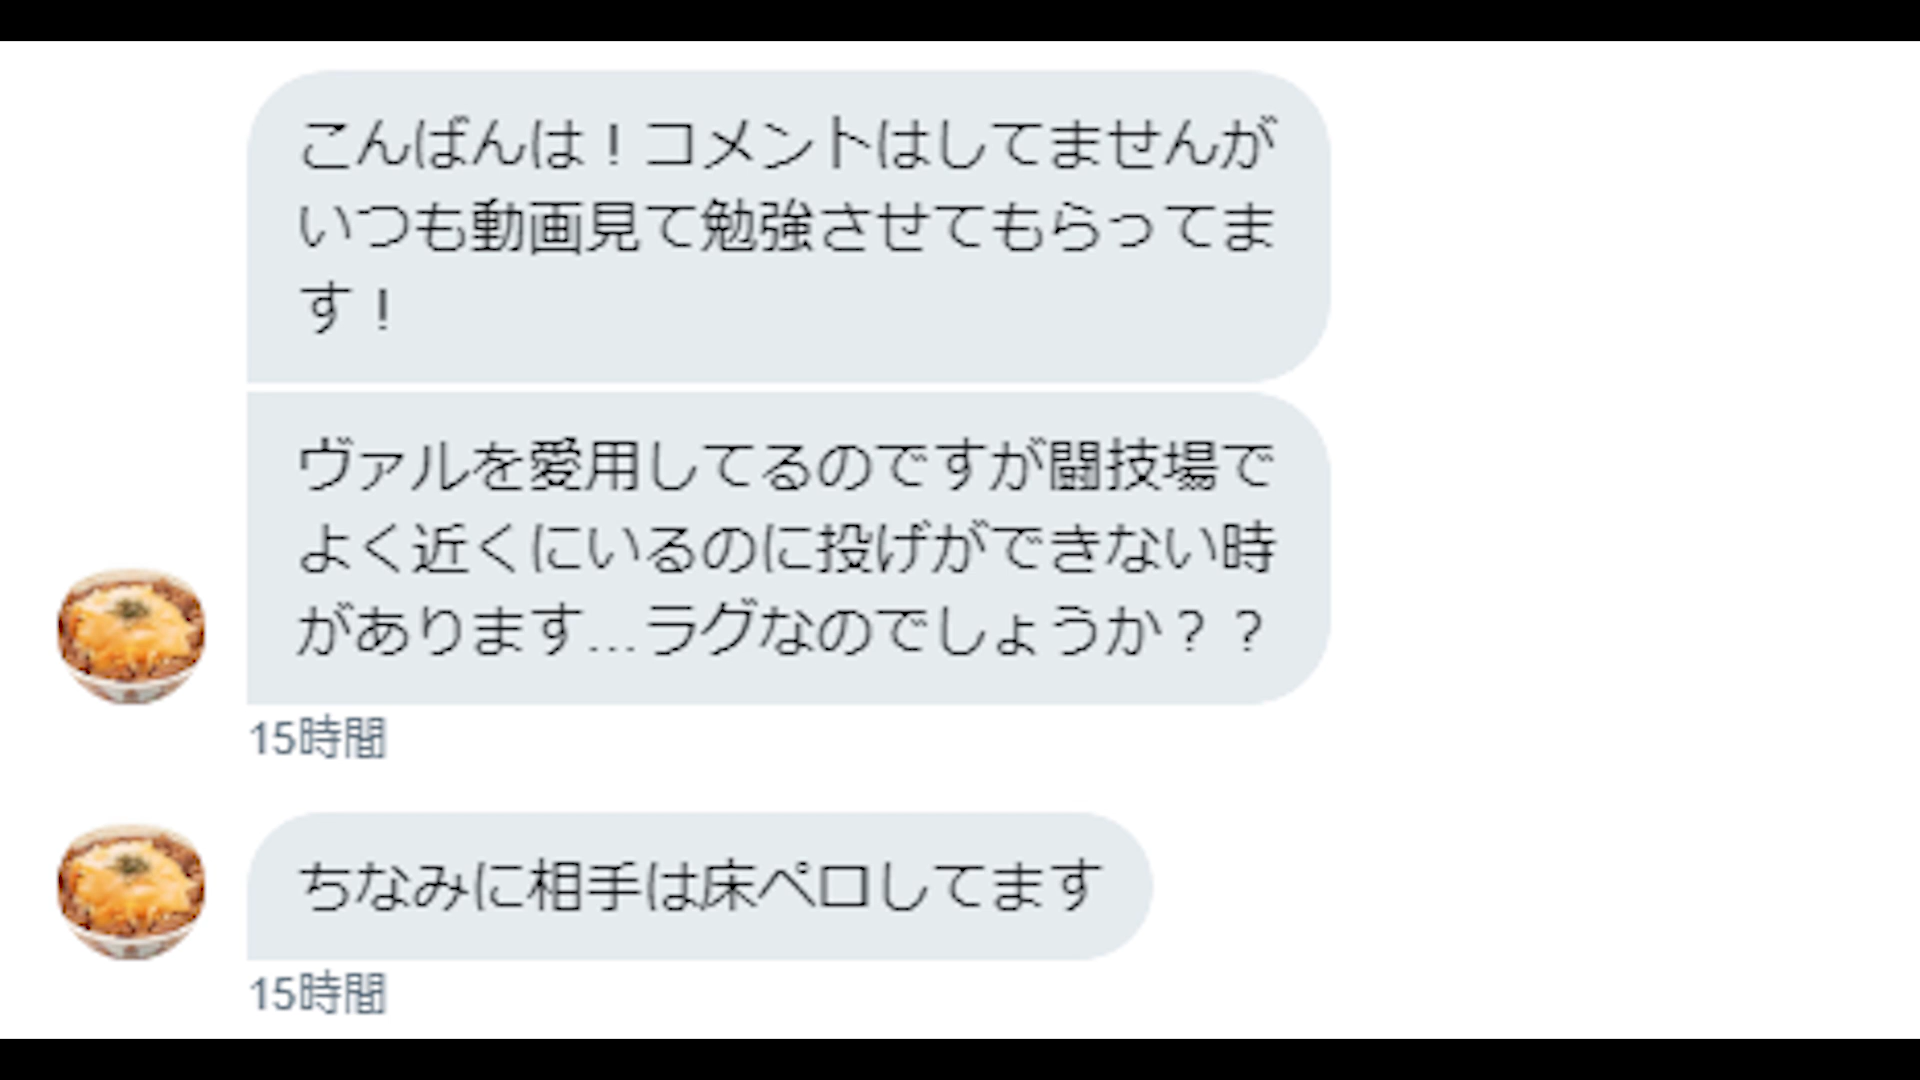 こんばんは！コメントはしてませんが
いつも動画見て勉強させてもらってま
す！
ヴァルを愛用してるのですが闘技場で
よく近くにいるのに投げができない時
があります…ラグなのでしょうか？？
15時間
ちなみに相手は床ペロしてます
15時間